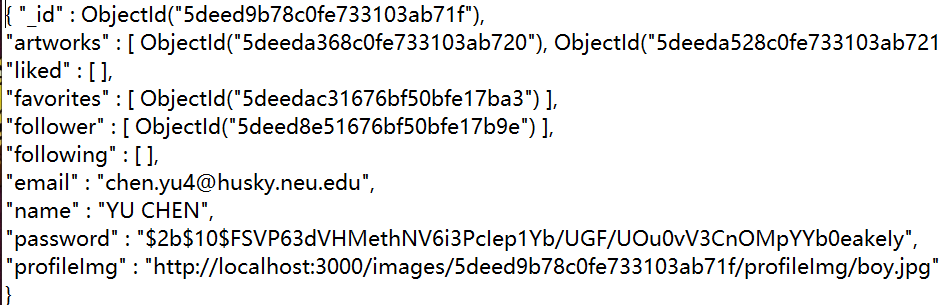 { "_id" : ObjectId("5deed9b78c0fe733103ab71f"),
"artworks" : [ ObjectId("5deeda368c0fe733103ab720"), ObjectId("5deeda528c0fe733103ab721
"liked" : [ ],
"favorites" : [ ObjectId("5deedac31676bf50bfe17ba3") ],
"follower" : [ ObjectId("5deed8e51676bf50bfe17b9e") ],
"following" : [ ],
"email" : "chen.yu4@husky.neu.edu",
"name" : "YU CHEN",
"password" : "$2b$10$FSVP63dVHMethNV6i3PcIep1Yb/UGF/UOu0vV3CnOMpYYb0eakeIy",
"profileImg" : "http://localhost:3000/images/5deed9b78c0fe733103ab71f/profileImg/boy.jpg"
}